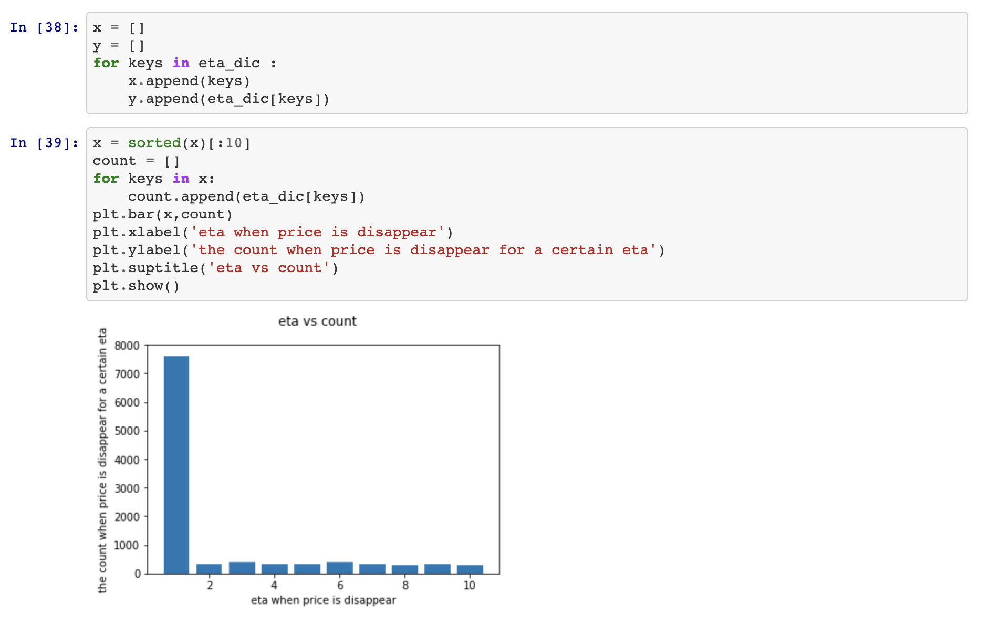 In [38]:
x = []
y = []
for keys in eta_dic :
    x.append(keys)
    y.append(eta_dic[keys])
In [39]:
x = sorted(x)[:10]
count = []
for keys in x:
    count.append(eta_dic[keys])
plt.bar(x,count)
plt.xlabel('eta when price is disappear')
plt.ylabel('the count when price is disappear for a certain eta')
plt.suptitle('eta vs count')
plt.show()
eta vs count
the count when price is disappear for a certain eta
8000
7000
6000
5000
4000
3000
2000
1000
0
2 4 6 8 10
eta when price is disappear